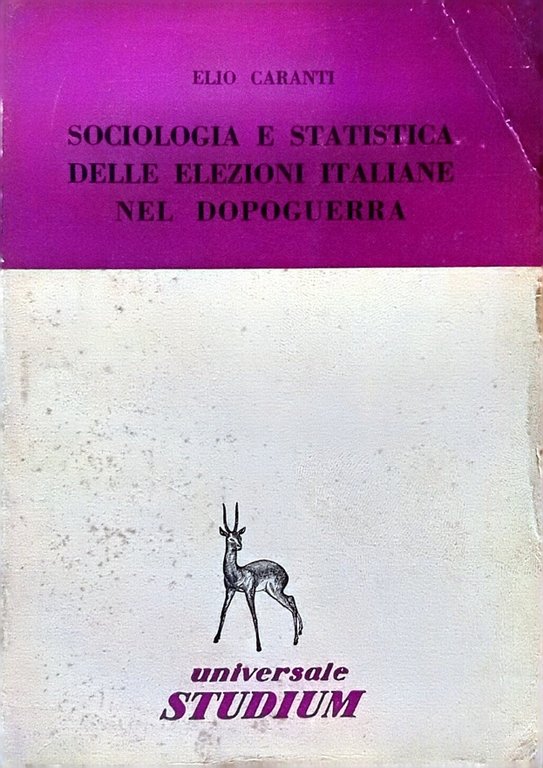 ELIO CARANTI
SOCIOLOGIA E STATISTICA
DELLE ELEZIONI ITALIANE
NEL DOPOGUERRA
universale
STUDIUM